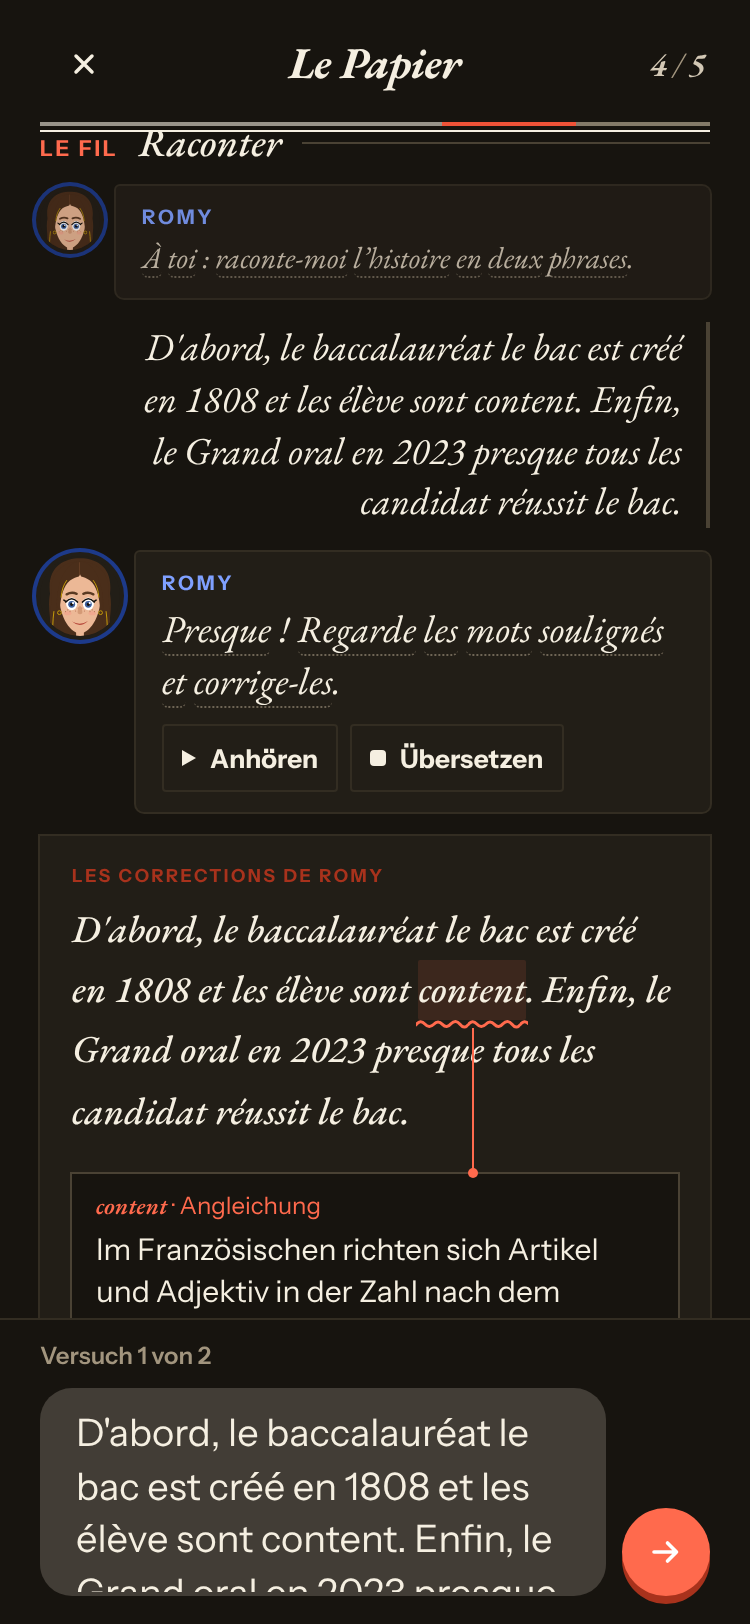 Le Papier
4 / 5
LE FIL Raconter
ROMY
À toi : raconte-moi l’histoire en deux phrases.
D'abord, le baccalauréat le bac est créé
en 1808 et les élève sont content. Enfin,
le Grand oral en 2023 presque tous les
candidat réussit le bac.
ROMY
Presque ! Regarde les mots soulignés
et corrige-les.
Anhören
Übersetzen
LES CORRECTIONS DE ROMY
D'abord, le baccalauréat le bac est créé
en 1808 et les élève sont content. Enfin, le
Grand oral en 2023 presque tous les
candidat réussit le bac.
content · Angleichung
Im Französischen richten sich Artikel
und Adjektiv in der Zahl nach dem
Versuch 1 von 2
D'abord, le baccalauréat le
bac est créé en 1808 et les
élève sont content. Enfin, le
Grand oral en 2023 presque